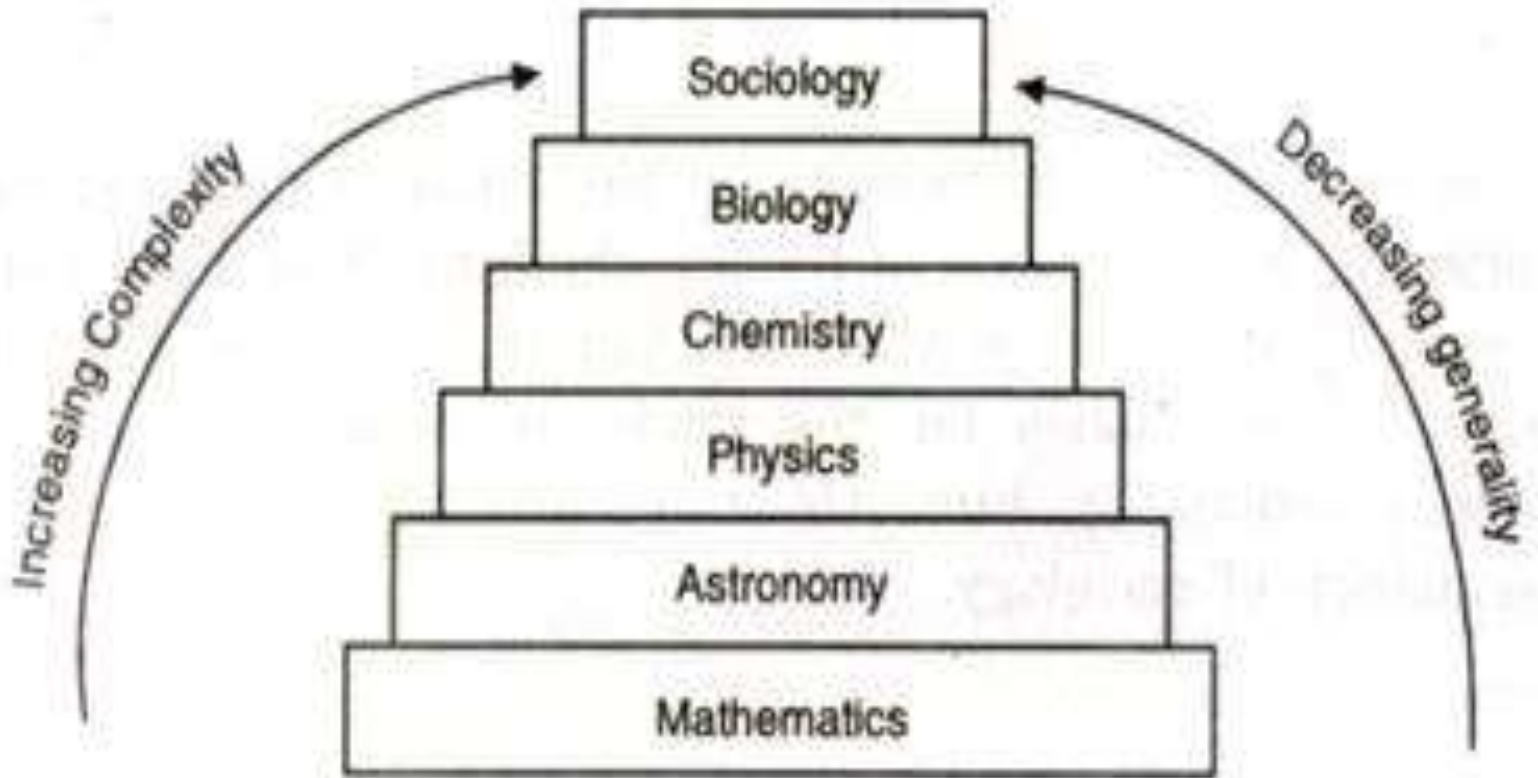 Sociology
Biology
Chemistry
Physics
Astronomy
Mathematics
Increasing Complexity
Decreasing generality